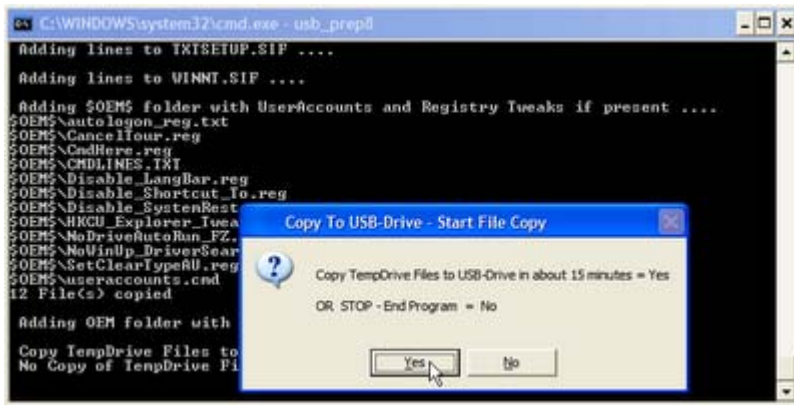 C:\WINDOWS\system32\cmd.exe - usb_prep8
Adding lines to TXTSETUP.SIF ....
Adding lines to WINNT.SIF ....
Adding $OEM$ folder with UserAccounts and Registry Tweaks if present ....
$OEM$\autologon_reg.txt
$OEM$\CancelTour.reg
$OEM$\CmdHere.reg
$OEM$\CMDLINES.TXT
$OEM$\Disable_LangBar.reg
$OEM$\Disable_Shortcut_To.reg
$OEM$\Disable_SystemRest
$OEM$\HKCU_Explorer_Twea
$OEM$\NoDriveAutoRun_FZ.
$OEM$\NoWinUp_DriverSear
$OEM$\SetClearTypeAU.reg
$OEM$\useraccounts.cmd
12 File(s) copied
Adding OEM folder with
Copy TempDrive Files to
No Copy of TempDrive Fi
Copy To USB-Drive - Start File Copy
Copy TempDrive Files to USB-Drive in about 15 minutes = Yes
OR STOP - End Program = No
Yes
No